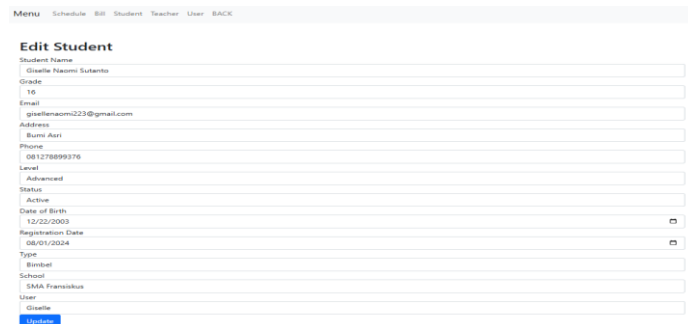 Menu Schedule Bill Student Teacher User BACK
Edit Student
Student Name
Giselle Naomi Sutanto
Grade
16
Email
gisellenaomi223@gmail.com
Address
Bumi Asri
Phone
081278899376
Level
Advanced
Status
Active
Date of Birth
12/22/2003
Registration Date
08/01/2024
Type
Bimbel
School
SMA Fransiskus
User
Giselle
Update